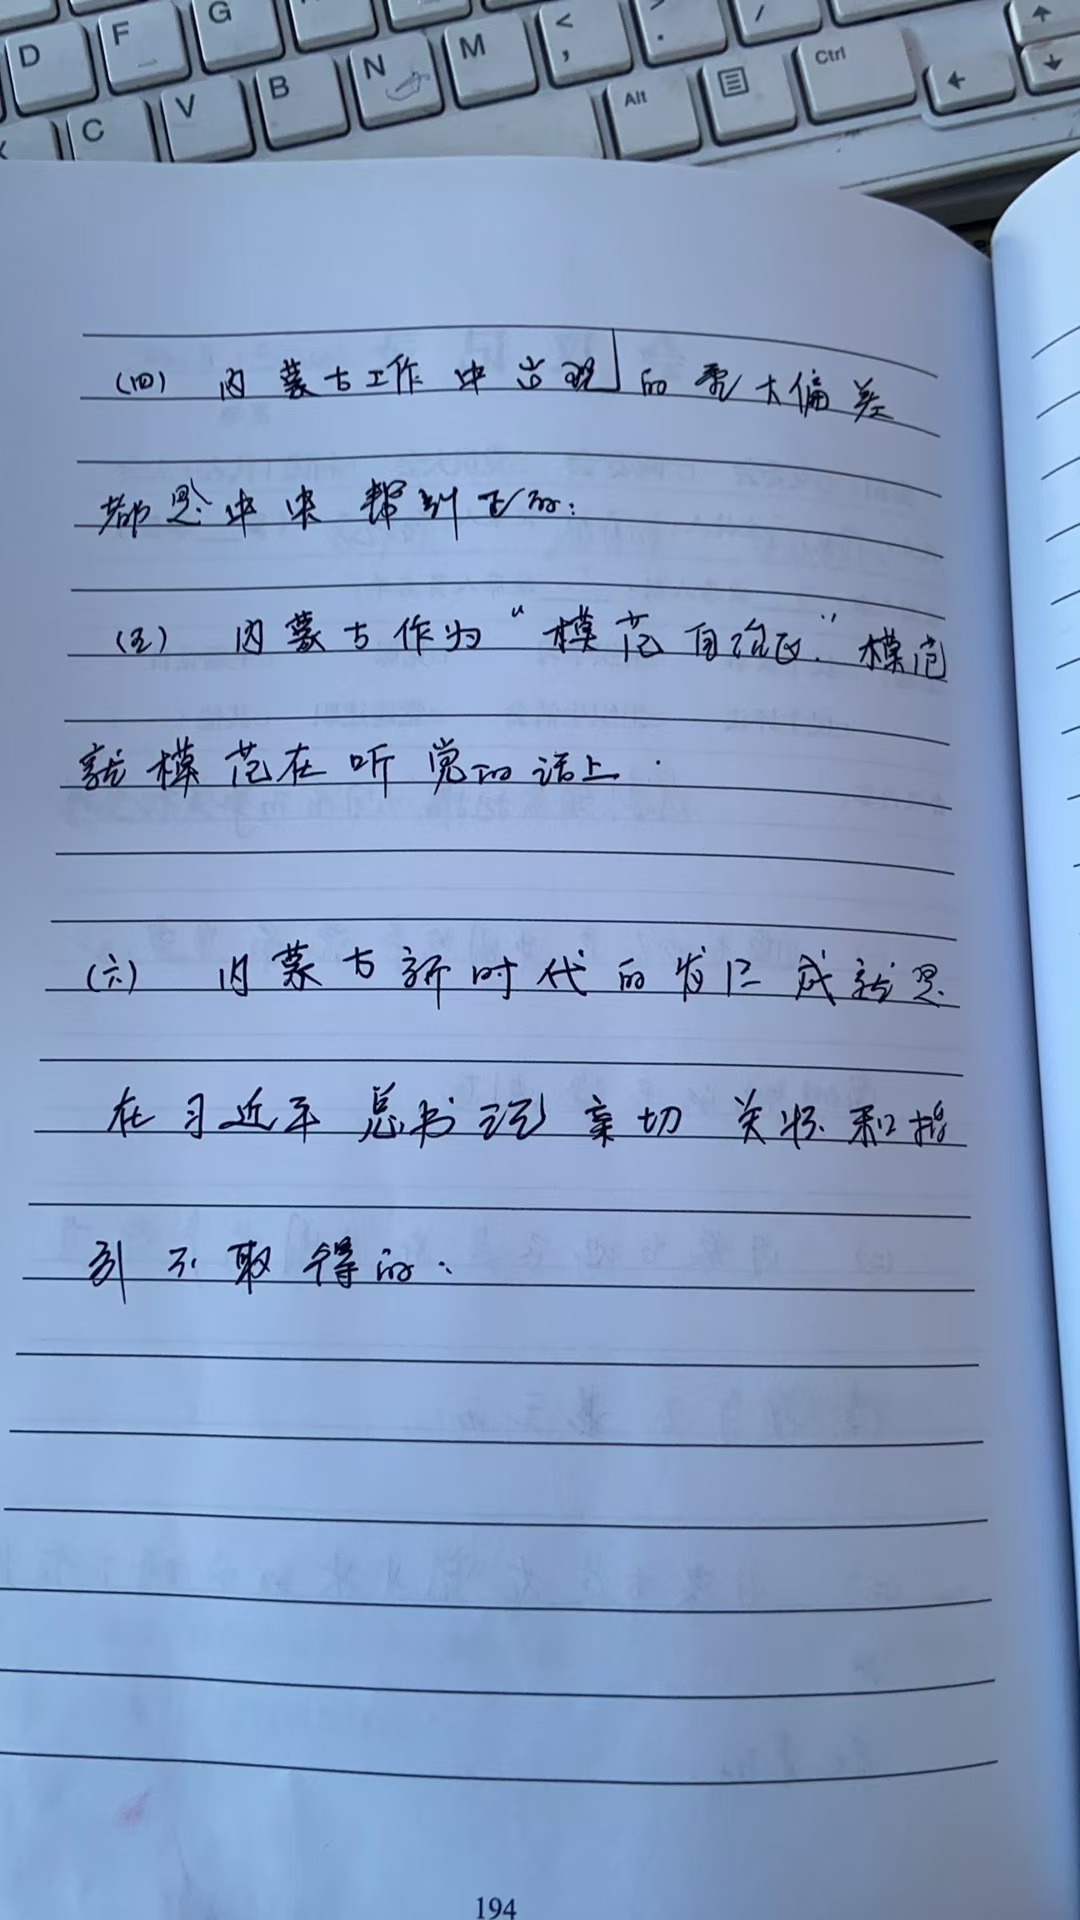 D F G < , > . /
C V B N M Alt Ctrl
(四) 内蒙古工作中出现的重大偏差
都是中央帮纠正的.
(五) 内蒙古作为“模范自治区”模范
就模范在听党的话上.
(六) 内蒙古新时代的发展成就是
在习近平总书记亲切关怀和指
引下取得的.
194